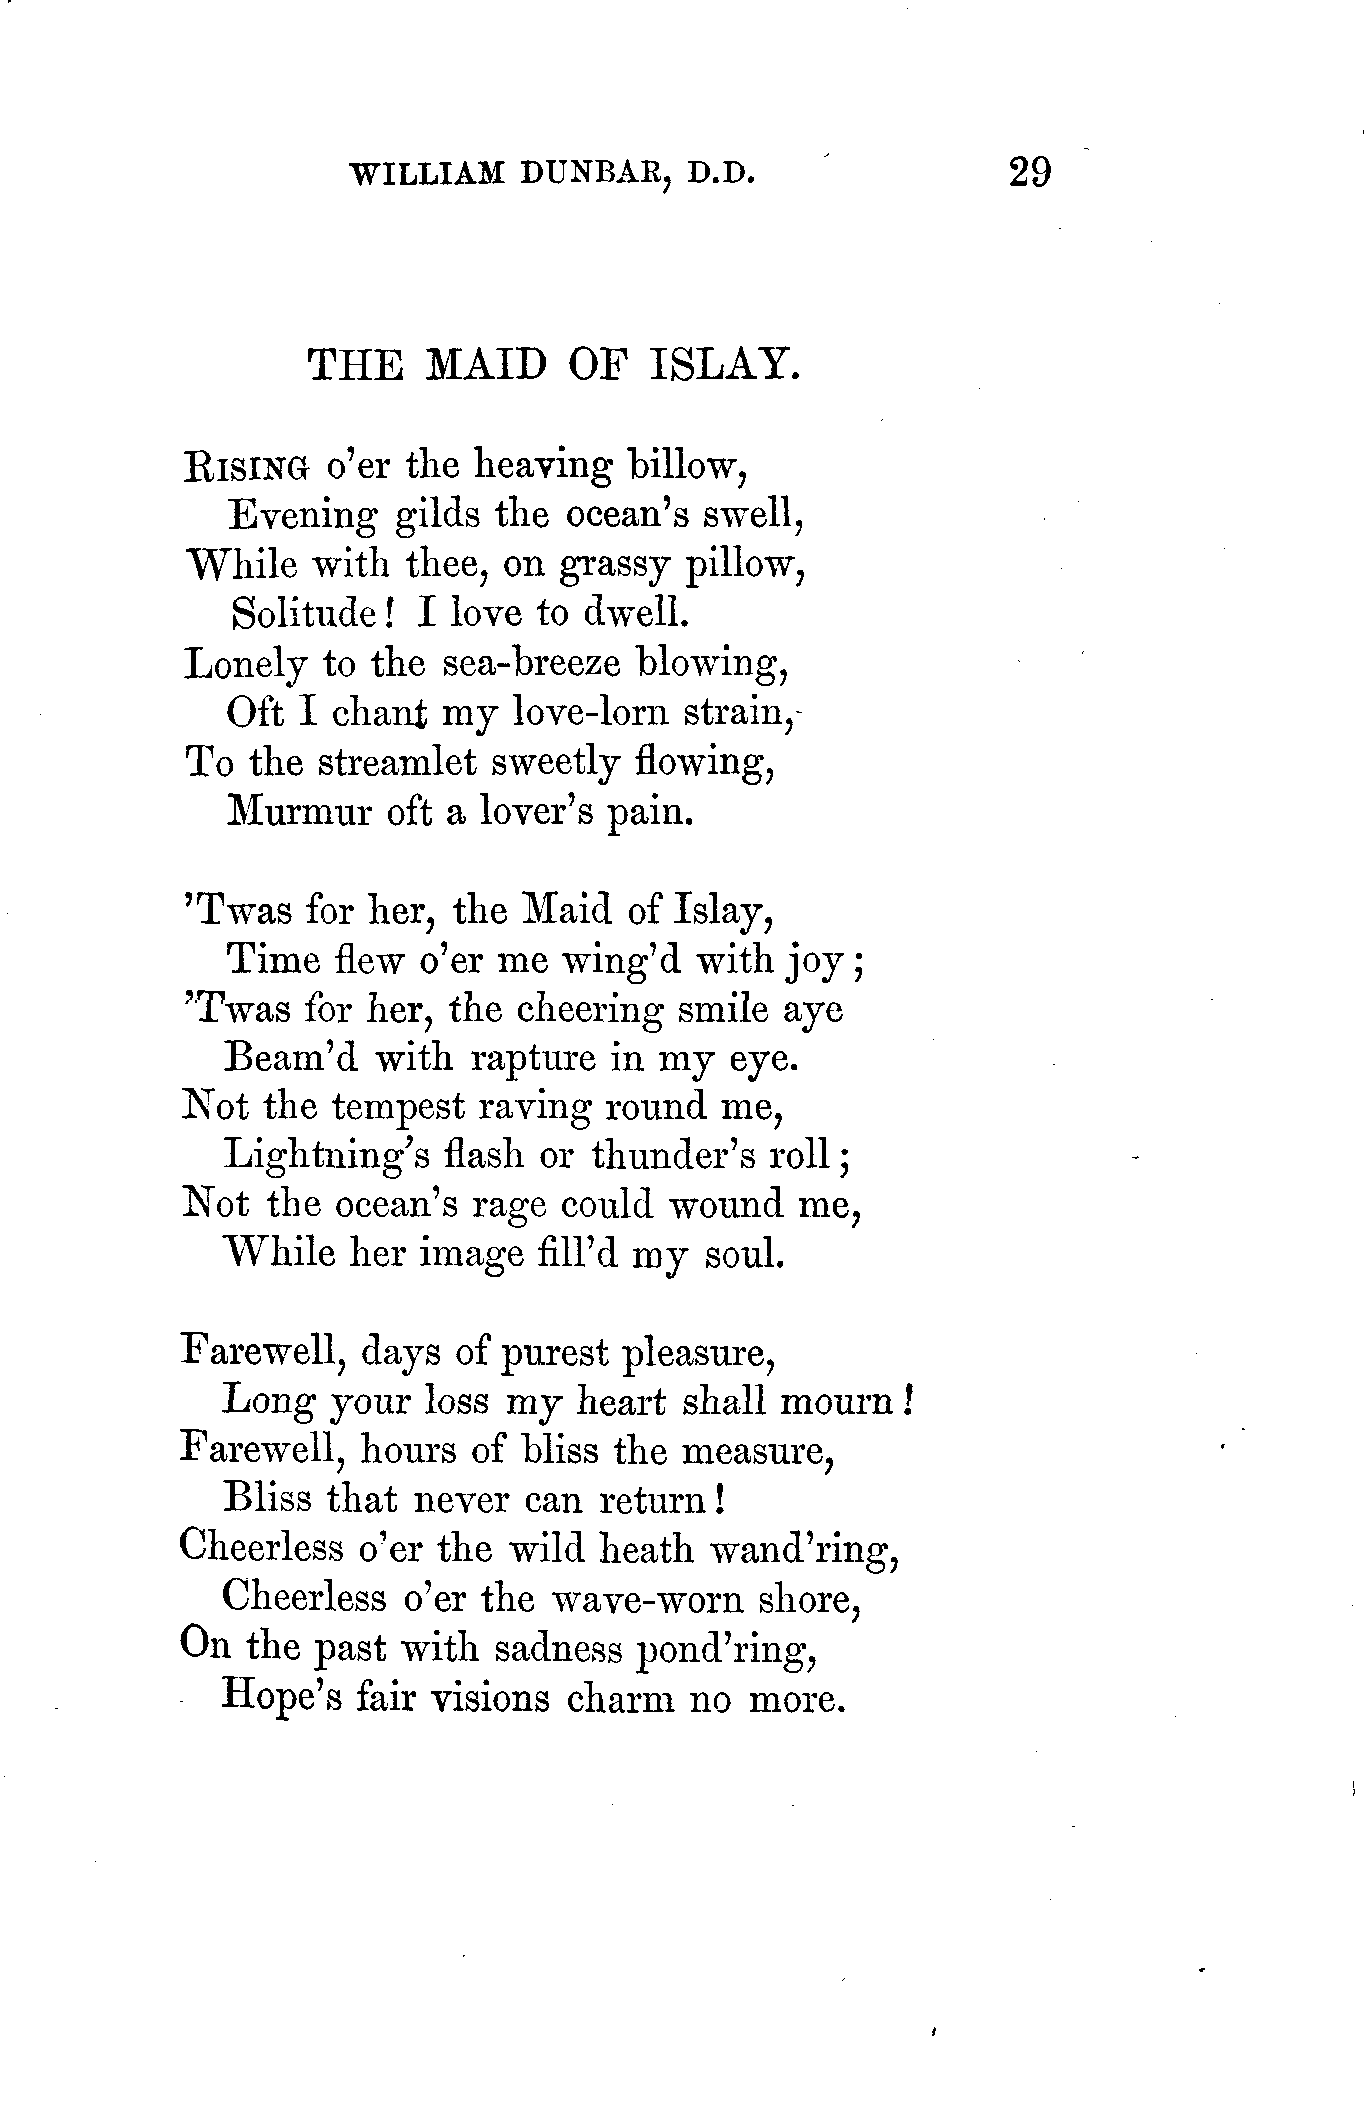 WILLIAM DUNBAR, D.D. 29
THE MAID OF ISLAY.
RISING o'er the heaving billow,
Evening gilds the ocean's swell,
While with thee, on grassy pillow,
Solitude! I love to dwell.
Lonely to the sea-breeze blowing,
Oft I chant my love-lorn strain,
To the streamlet sweetly flowing,
Murmur oft a lover's pain.
'Twas for her, the Maid of Islay,
Time flew o'er me wing'd with joy;
'Twas for her, the cheering smile aye
Beam'd with rapture in my eye.
Not the tempest raving round me,
Lightning's flash or thunder's roll;
Not the ocean's rage could wound me,
While her image fill'd my soul.
Farewell, days of purest pleasure,
Long your loss my heart shall mourn!
Farewell, hours of bliss the measure,
Bliss that never can return!
Cheerless o'er the wild heath wand'ring,
Cheerless o'er the wave-worn shore,
On the past with sadness pond'ring,
Hope's fair visions charm no more.